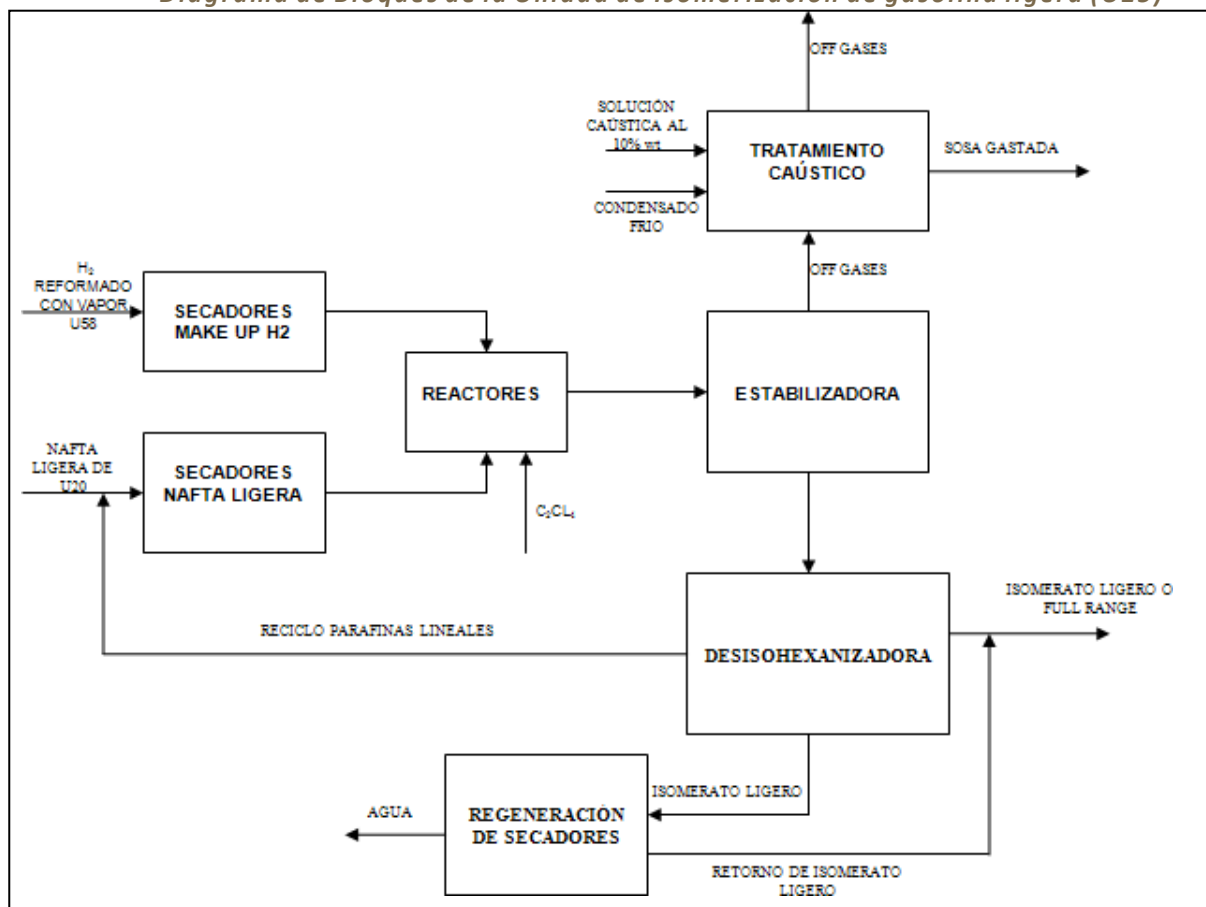 Diagrama de Bloques de la Unidad de Isomerización de gasolina ligera
OFF GASES
SOLUCIÓN
CAÚSTICA AL
10% wt
TRATAMIENTO
CAÚSTICO
SOSA GASTADA
CONDENSADO
FRIO
OFF GASES
H₂
REFORMADO
CON VAPOR
U58
SECADORES
MAKE UP H2
REACTORES
ESTABILIZADORA
NAFTA
LIGERA DE
U20
SECADORES
NAFTA LIGERA
C₂CL₄
ISOMERATO LIGERO O
FULL RANGE
RECICLO PARAFINAS LINEALES
DESISOHEXANIZADORA
ISOMERATO LIGERO
AGUA
REGENERACIÓN
DE SECADORES
RETORNO DE ISOMERATO
LIGERO